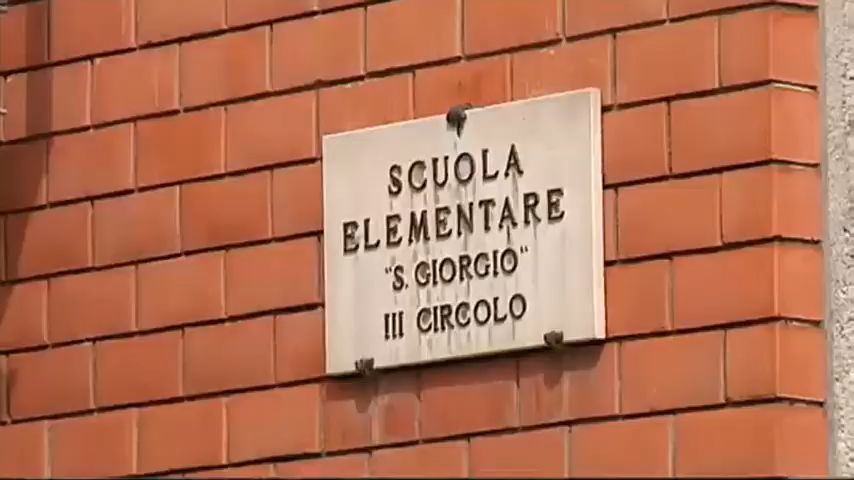 SCUOLA
ELEMENTARE
"S. GIORGIO"
III CIRCOLO